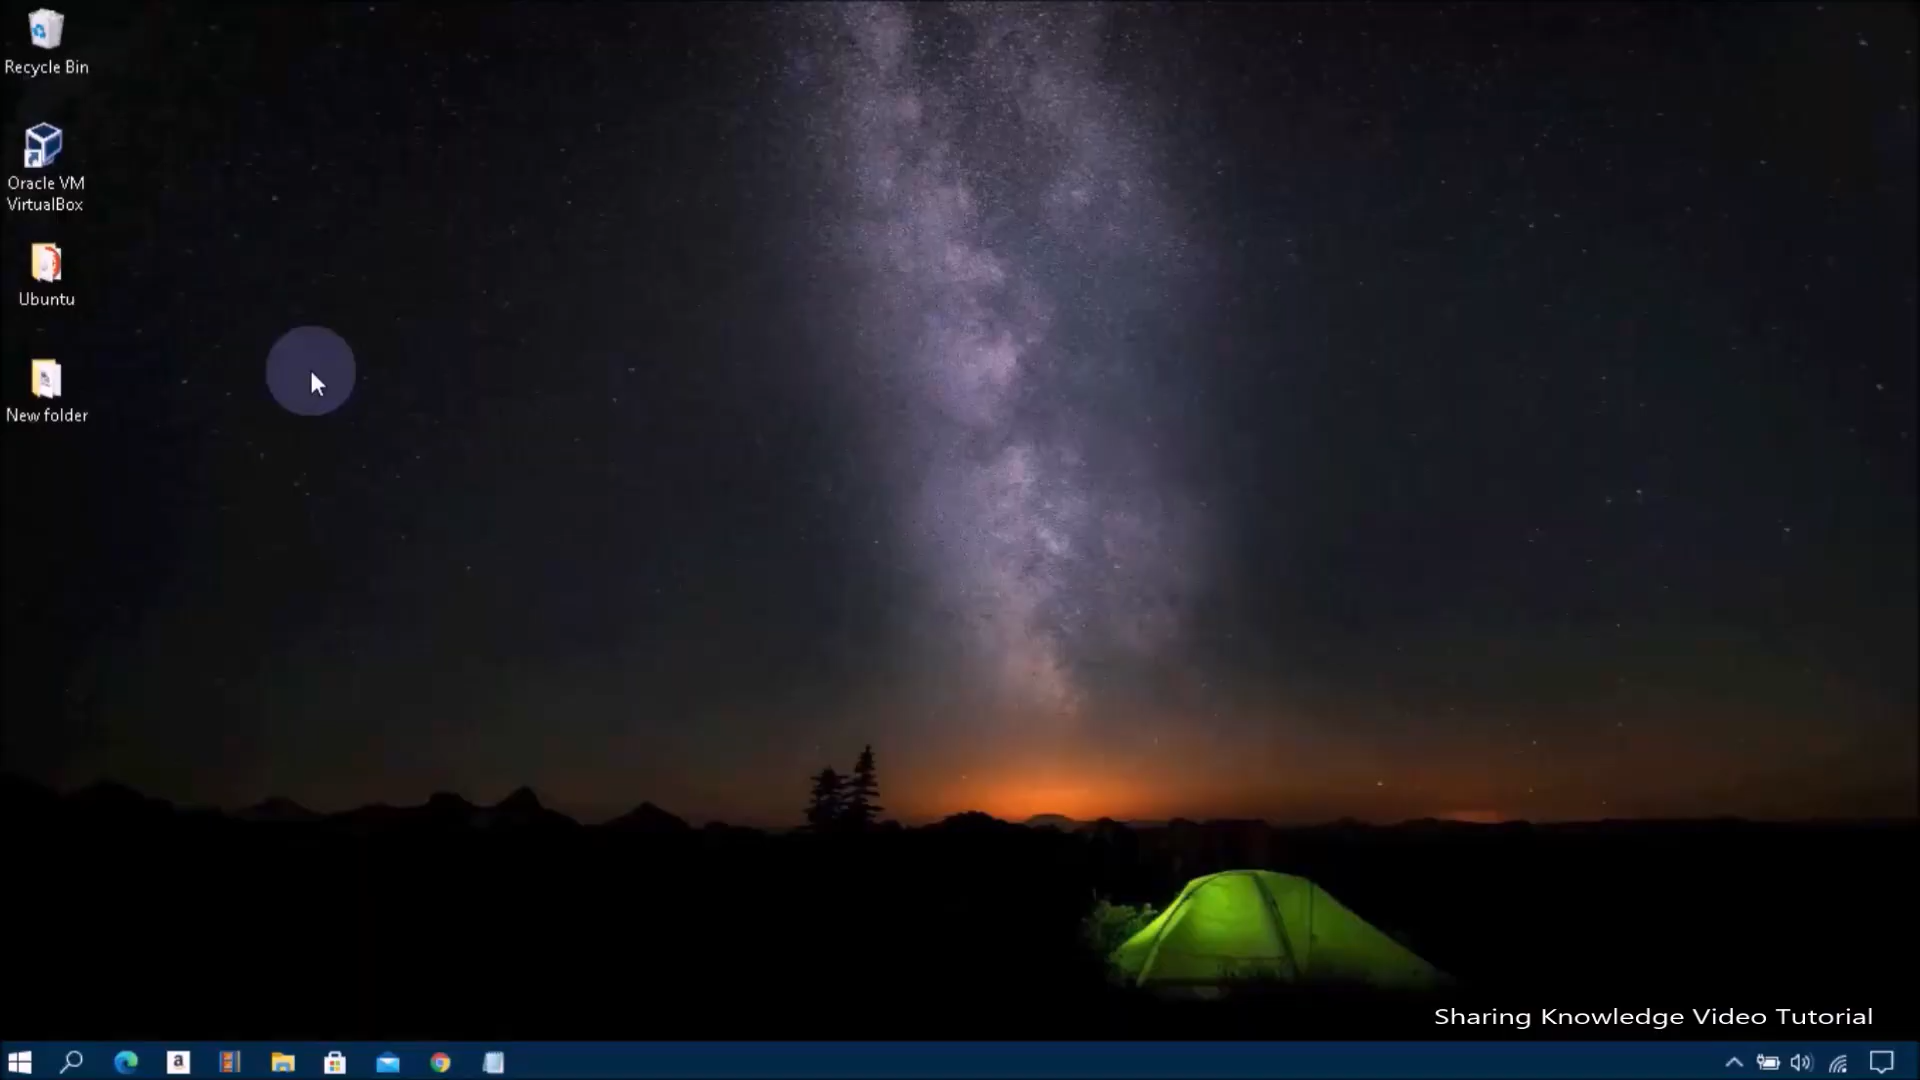 Recycle Bin
Oracle VM
VirtualBox
Ubuntu
New folder
Sharing Knowledge Video Tutorial
a